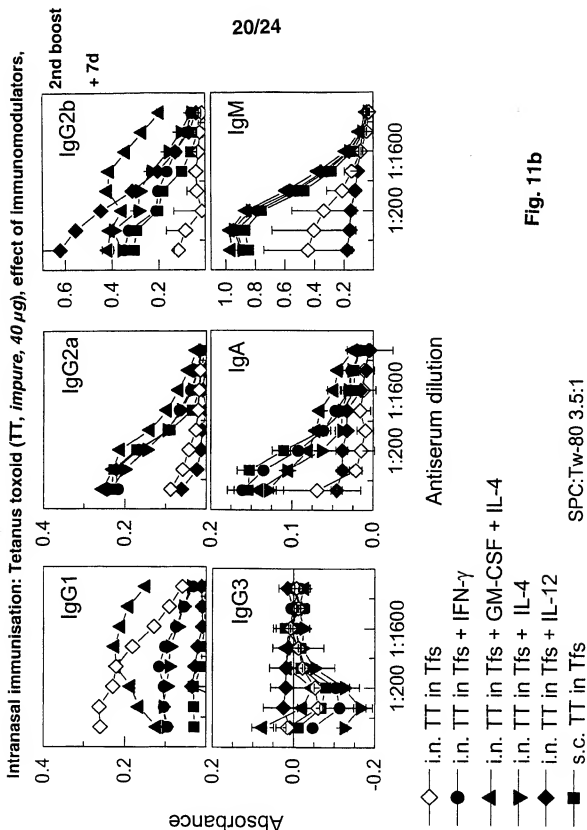 20/24
Intranasal immunisation: Tetanus toxoid (TT, impure, 40 µg), effect of immunomodulators,
2nd boost
+ 7d
IgG1
IgG2a
IgG2b
0.4
0.2
0.0
0.4
0.2
0.0
0.6
0.4
0.2
IgG3
IgA
IgM
0.2
0.0
-0.2
0.2
0.1
0.0
1.0
0.8
0.6
0.4
0.2
1:200 1:1600
1:200 1:1600
1:200 1:1600
Absorbance
Antiserum dilution
i.n. TT in Tfs
i.n. TT in Tfs + IFN-γ
i.n. TT in Tfs + GM-CSF + IL-4
i.n. TT in Tfs + IL-4
i.n. TT in Tfs + IL-12
s.c. TT in Tfs
SPC:Tw-80 3.5:1
Fig. 11b